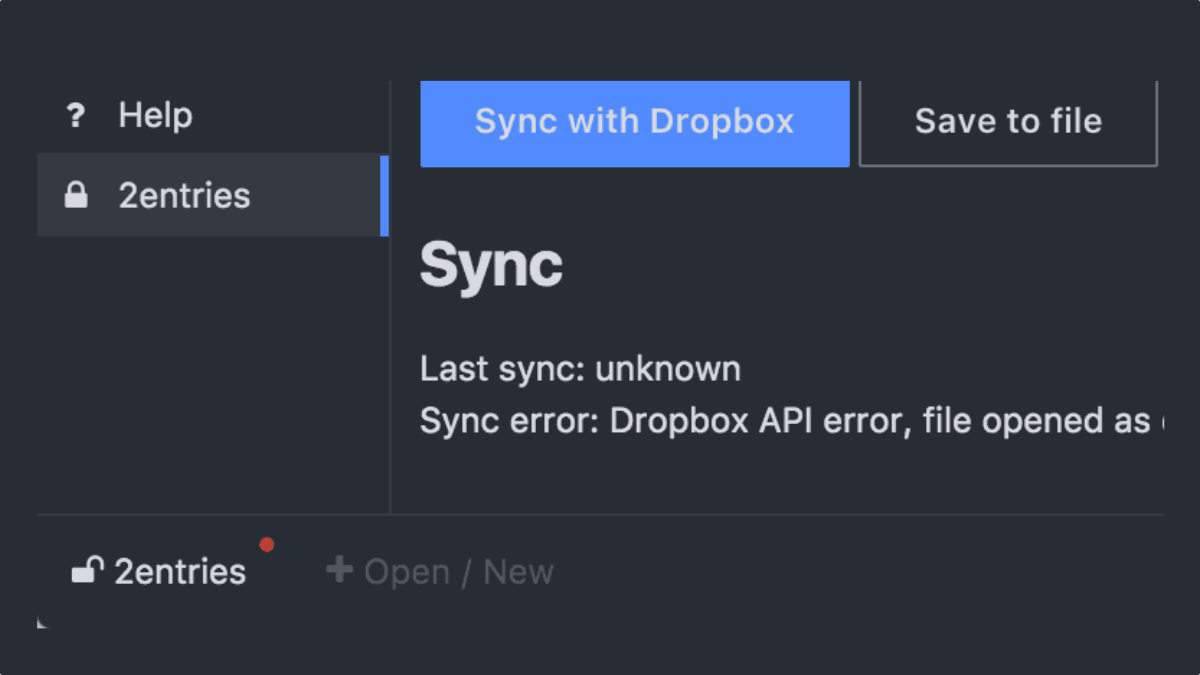 ? Help
2entries
Sync with Dropbox
Save to file
Sync
Last sync: unknown
Sync error: Dropbox API error, file opened as
2entries
+ Open / New